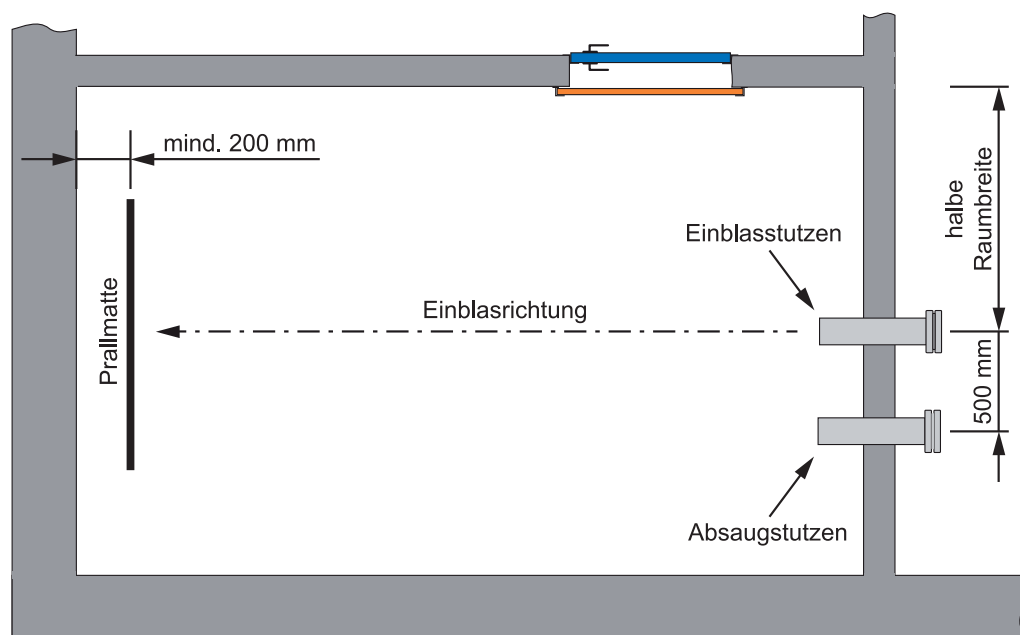 mind. 200 mm
halbe
Raumbreite
Einblasstutzen
Einblasrichtung
Prallmatte
500 mm
Absaugstutzen